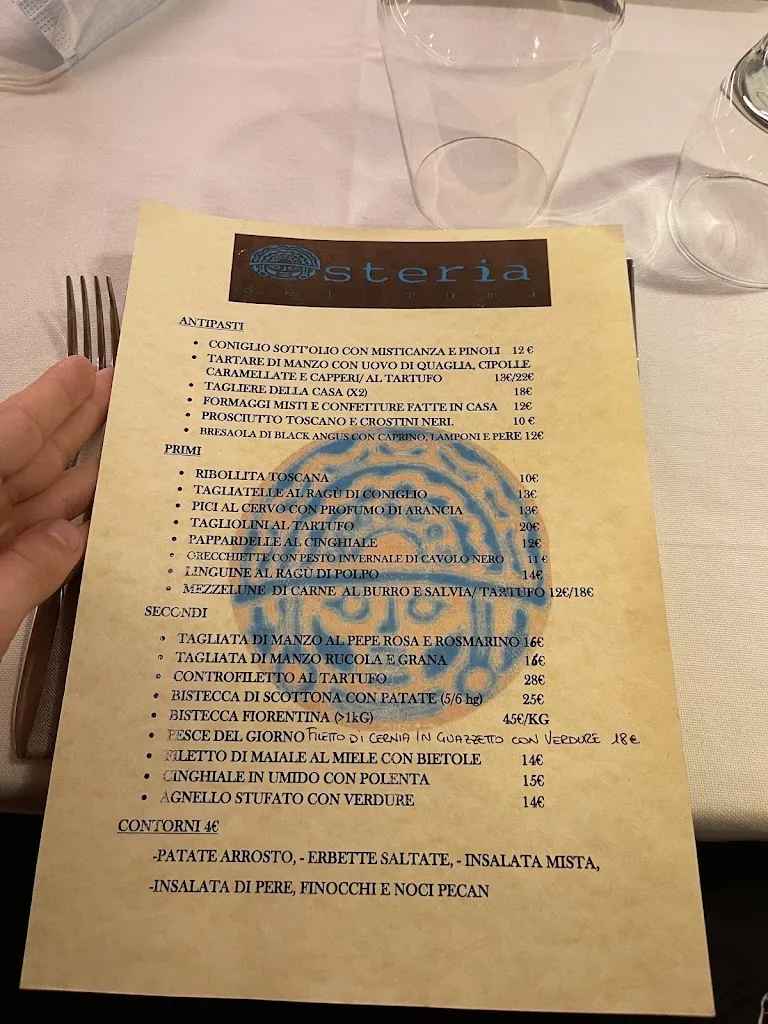 Osteria
del Tumi
ANTIPASTI
• CONIGLIO SOTT'OLIO CON MISTICANZA E PINOLI 12 €
• TARTARE DI MANZO CON UOVO DI QUAGLIA, CIPOLLE
CARAMELLATE E CAPPERI/ AL TARTUFO 13€/22€
• TAGLIERE DELLA CASA (X2) 18€
• FORMAGGI MISTI E CONFETTURE FATTE IN CASA 12€
• PROSCIUTTO TOSCANO E CROSTINI NERI. 10 €
• BRESAOLA DI BLACK ANGUS CON CAPRINO, LAMPONI E PERE 12€
PRIMI
• RIBOLLITA TOSCANA 10€
• TAGLIATELLE AL RAGÙ DI CONIGLIO 13€
• PICI AL CERVO CON PROFUMO DI ARANCIA 13€
• TAGLIOLINI AL TARTUFO 20€
• PAPPARDELLE AL CINGHIALE 12€
• ORECCHIETTE CON PESTO INVERNALE DI CAVOLO NERO 11 €
• LINGUINE AL RAGÙ DI POLPO 14€
• MEZZELUNE DI CARNE AL BURRO E SALVIA/ TARTUFO 12€/18€
SECONDI
• TAGLIATA DI MANZO AL PEPE ROSA E ROSMARINO 16€
• TAGLIATA DI MANZO RUCOLA E GRANA 16€
• CONTROFILETTO AL TARTUFO 28€
• BISTECCA DI SCOTTONA CON PATATE (5/6 hg) 25€
• BISTECCA FIORENTINA (>1KG) 45€/KG
• PESCE DEL GIORNO FILETTO DI CERNIA IN GUAZZETTO CON VERDURE 18€
• FILETTO DI MAIALE AL MIELE CON BIETOLE 14€
• CINGHIALE IN UMIDO CON POLENTA 15€
• AGNELLO STUFATO CON VERDURE 14€
CONTORNI 4€
-PATATE ARROSTO, - ERBETTE SALTATE, - INSALATA MISTA,
-INSALATA DI PERE, FINOCCHI E NOCI PECAN